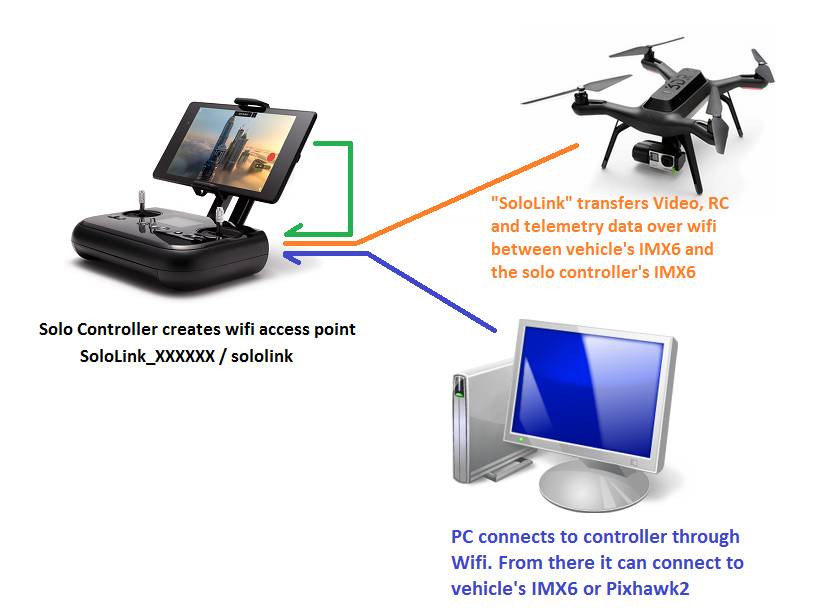 3DR
"SoloLink" transfers Video, RC
and telemetry data over wifi
between vehicle's IMX6 and
the solo controller's IMX6
Solo Controller creates wifi access point
SoloLink_XXXXXX / sololink
PC connects to controller through
Wifi. From there it can connect to
vehicle's IMX6 or Pixhawk2